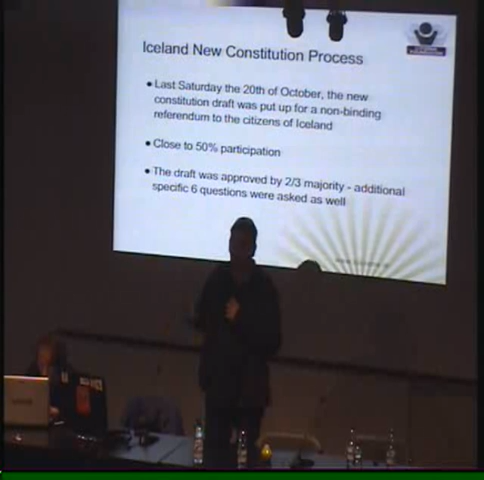 Iceland New Constitution Process
• Last Saturday the 20th of October, the new
constitution draft was put up for a non-binding
referendum to the citizens of Iceland
• Close to 50% participation
• The draft was approved by 2/3 majority - additional
specific 6 questions were asked as well